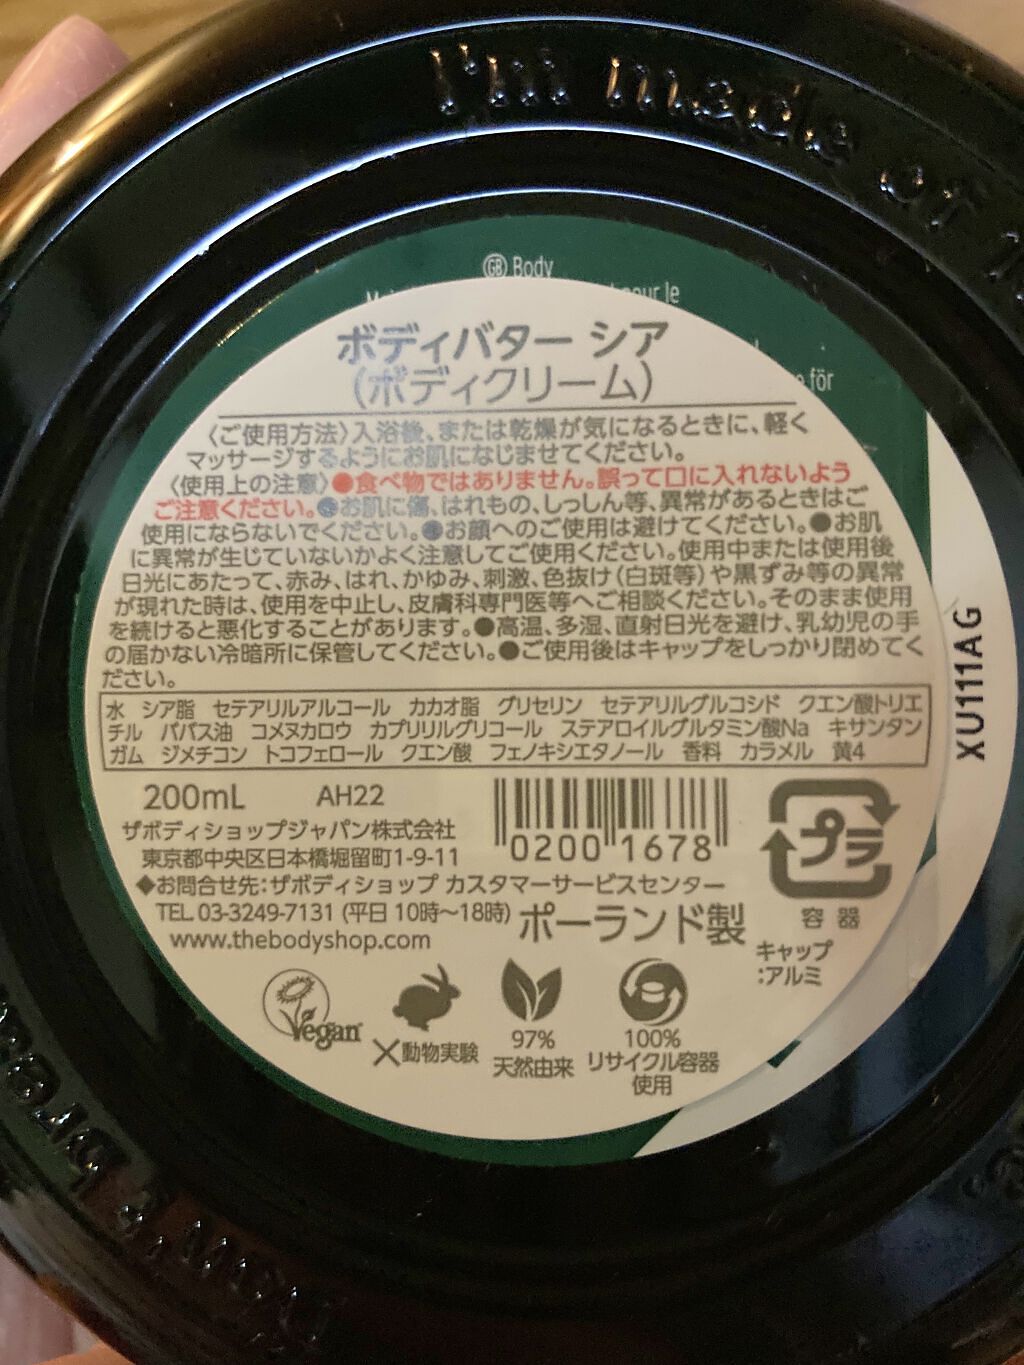 I'm made of
GB Body
pour le
för
ボディバター シア
(ボディクリーム)
〈ご使用方法〉入浴後、または乾燥が気になるときに、軽く
マッサージするようにお肌になじませてください。
〈使用上の注意〉●食べ物ではありません。誤って口に入れないよう
ご注意ください。●お肌に傷、はれもの、しっしん等、異常があるときはご
使用にならないでください。●お顔へのご使用は避けてください。●お肌
に異常が生じていないかよく注意してご使用ください。使用中または使用後
日光にあたって、赤み、はれ、かゆみ、刺激、色抜け(白斑等)や黒ずみ等の異常
が現れた時は、使用を中止し、皮膚科専門医等へご相談ください。そのまま使用
を続けると悪化することがあります。●高温、多湿、直射日光を避け、乳幼児の手
の届かない冷暗所に保管してください。●ご使用後はキャップをしっかり閉めてく
ださい。
水 シア脂 セテアリルアルコール カカオ脂 グリセリン セテアリルグルコシド クエン酸トリエ
チル ババス油 コメヌカロウ カプリリルグリコール ステアロイルグルタミン酸Na キサンタン
ガム ジメチコン トコフェロール クエン酸 フェノキシエタノール 香料 カラメル 黄4
200mL AH22
ザボディショップジャパン株式会社
東京都中央区日本橋堀留町1-9-11
◆お問合せ先:ザボディショップ カスタマーサービスセンター
TEL.03-3249-7131 (平日 10時〜18時)
www.thebodyshop.com
0200 1678
ポーランド製
プラ
容器
キャップ
:アルミ
Vegan
×動物実験
97%
天然由来
100%
リサイクル容器
使用
XU111AG